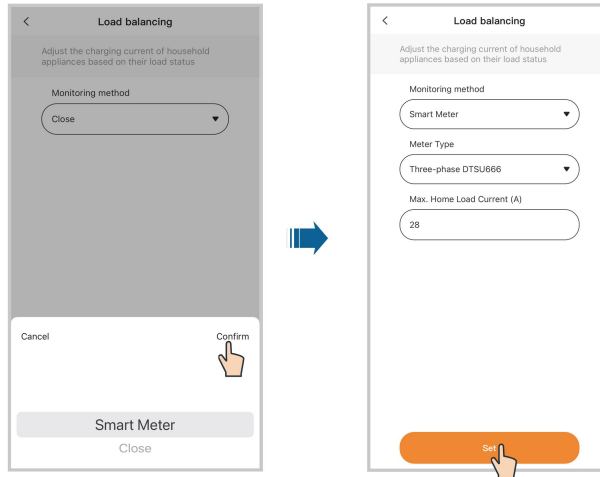 Load balancing
Adjust the charging current of household
appliances based on their load status
Monitoring method
Close
Cancel
Confirm
Smart Meter
Close
Load balancing
Adjust the charging current of household
appliances based on their load status
Monitoring method
Smart Meter
Meter Type
Three-phase DTSU666
Max. Home Load Current (A)
28
Set